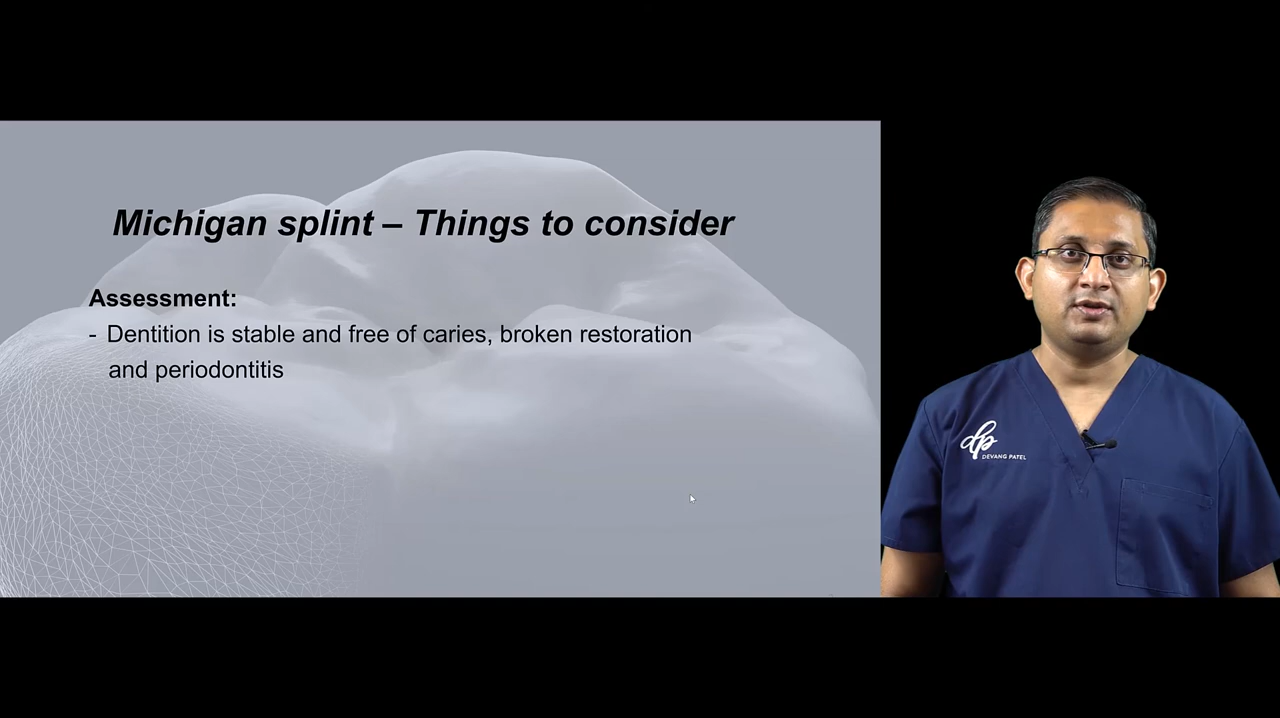 Michigan splint – Things to consider
Assessment:
- Dentition is stable and free of caries, broken restoration
and periodontitis
dp
DEVANG PATEL